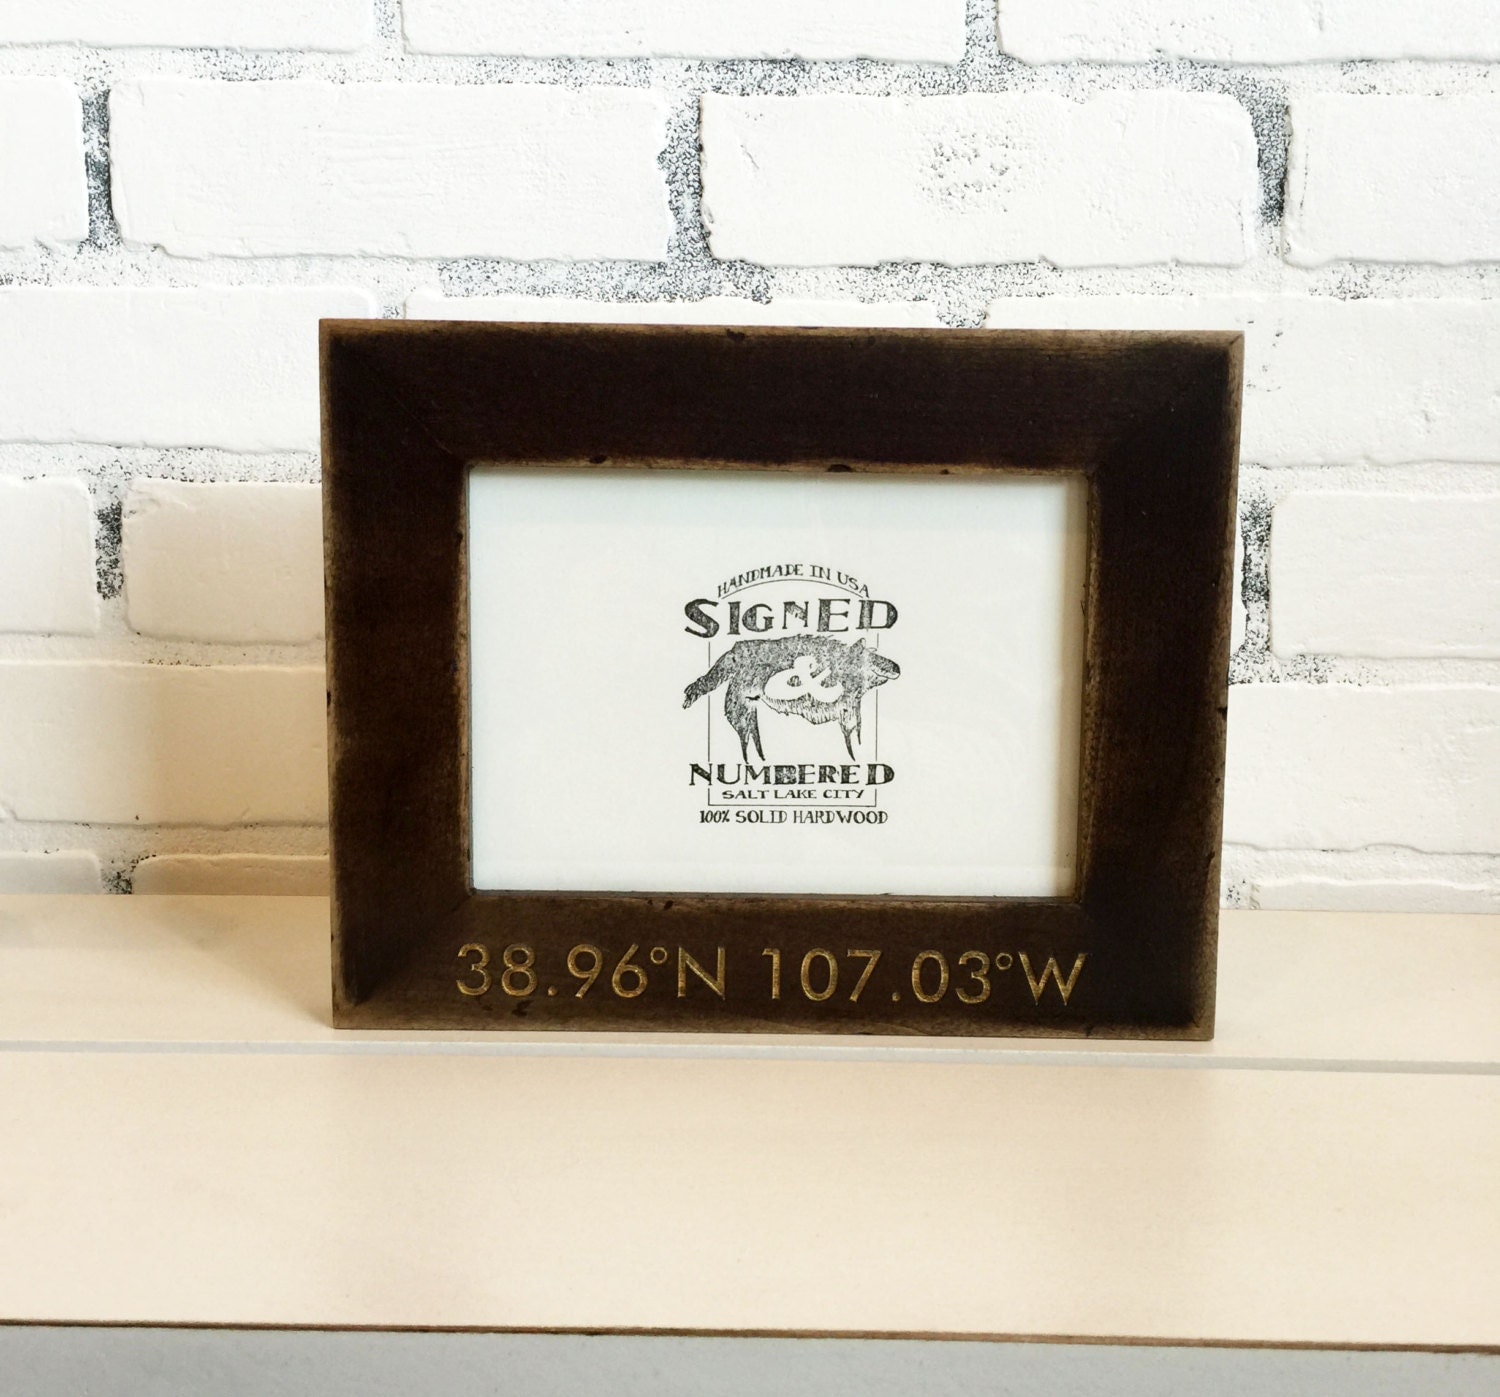 HANDMADE IN USA
SIGNED
&
NUMBERED
SALT LAKE CITY
100% SOLID HARDWOOD
38.96°N 107.03°W